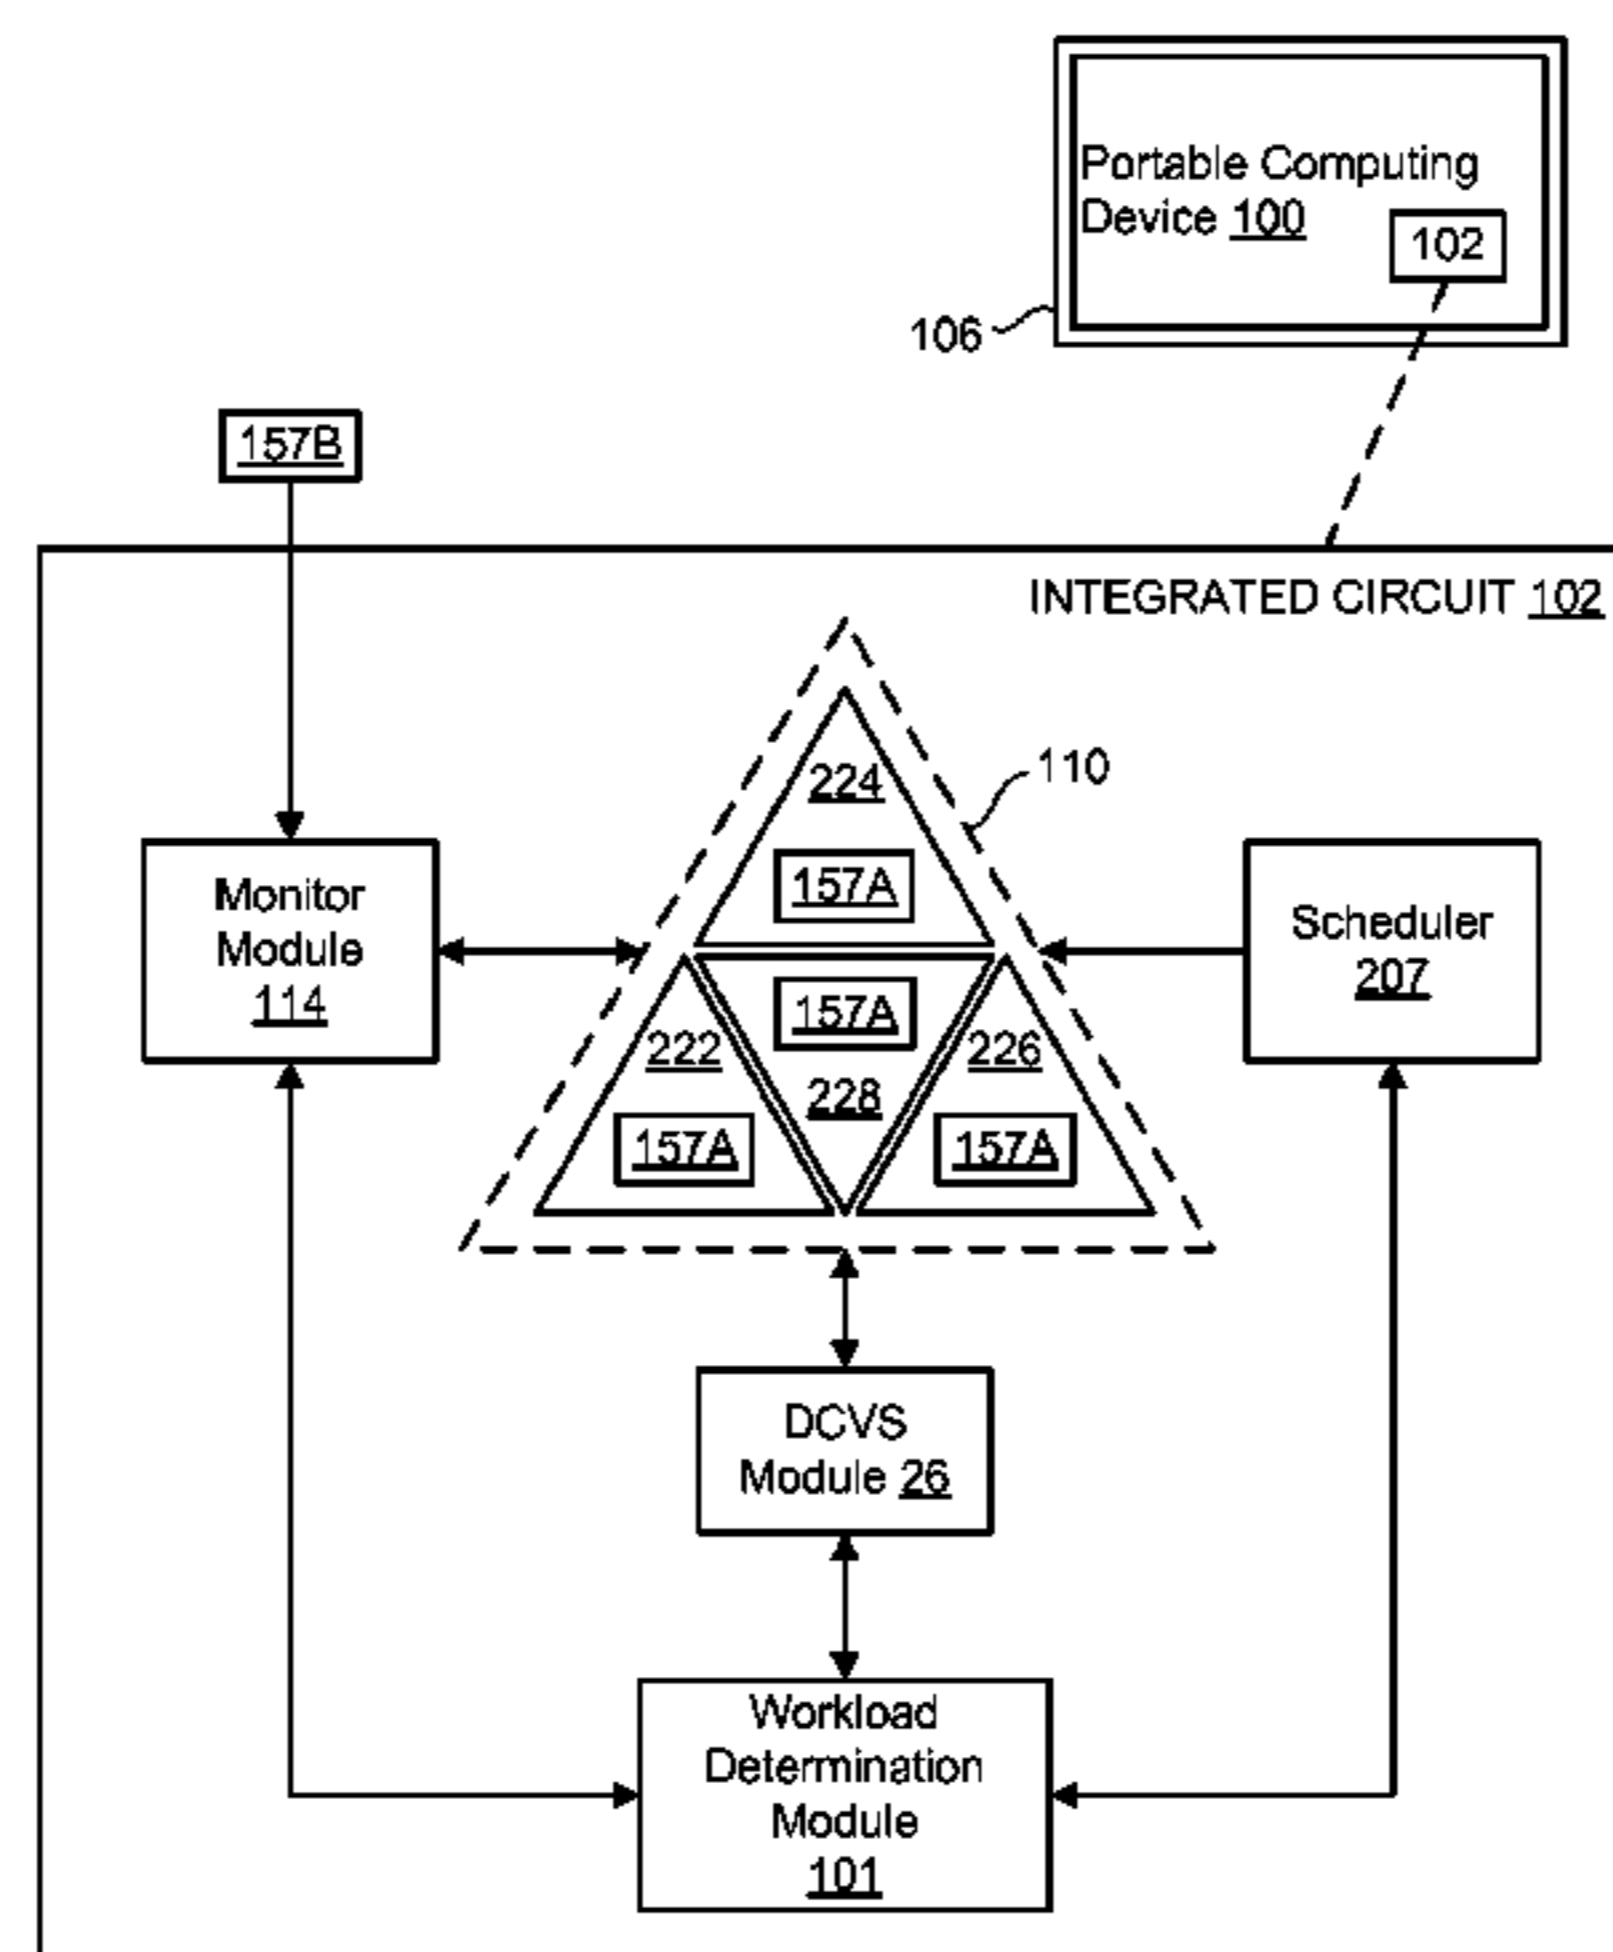 Portable Computing
Device 100
102
106
157B
INTEGRATED CIRCUIT 102
110
224
157A
Monitor
Module
114
Scheduler
207
157A
222
226
228
157A
157A
DCVS
Module 26
Workload
Determination
Module
101